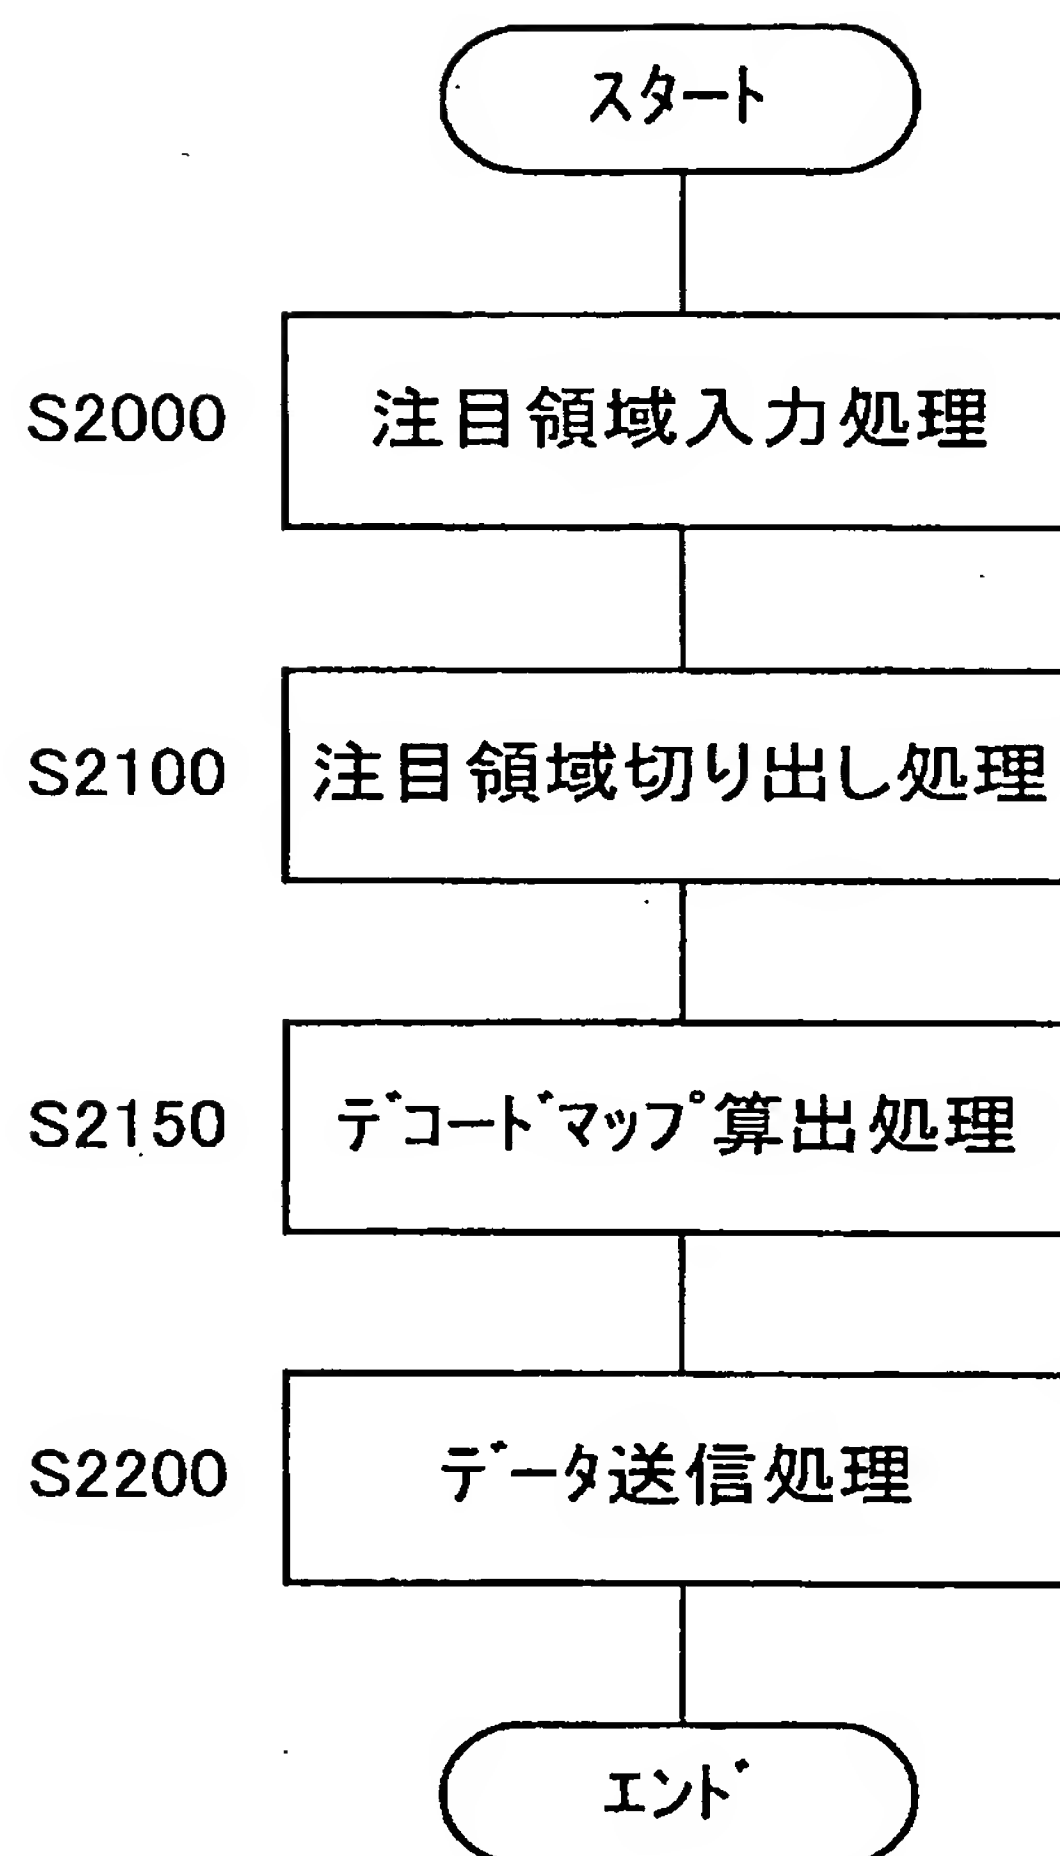 スタート
S2000 注目領域入力処理
S2100 注目領域切り出し処理
S2150 デコードマップ算出処理
S2200 データ送信処理
エンド